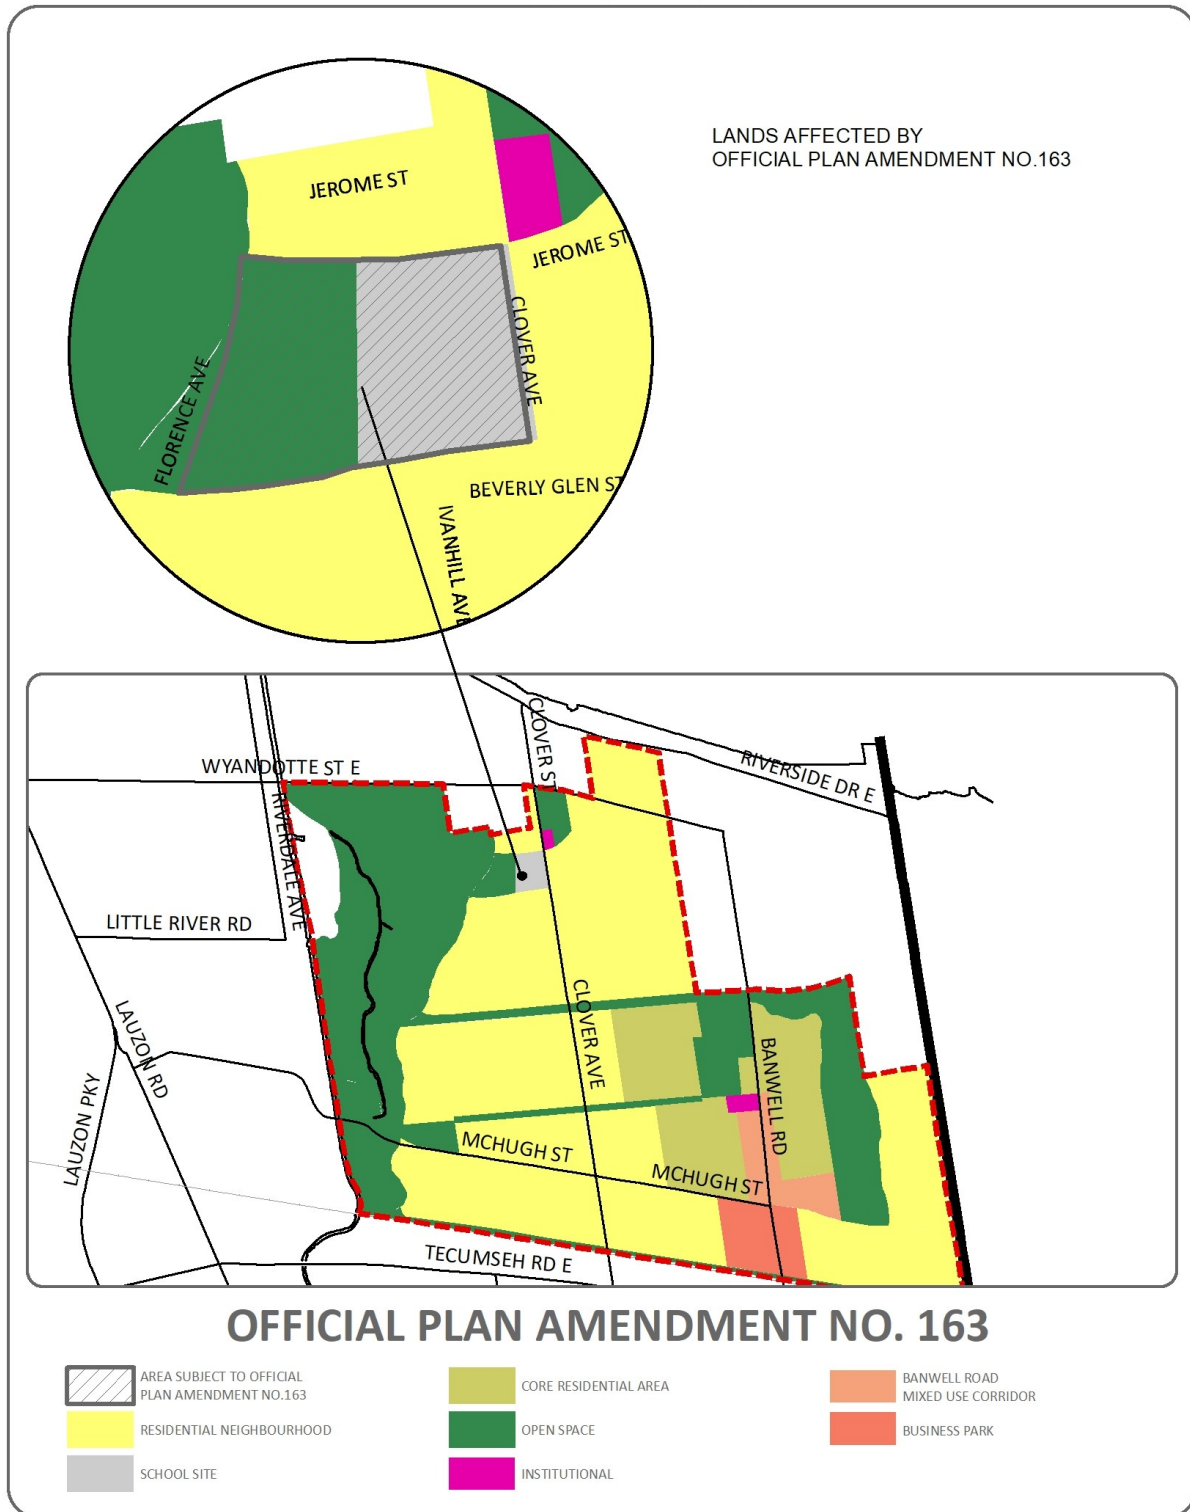 LANDS AFFECTED BY
OFFICIAL PLAN AMENDMENT NO.163
JEROME ST
JEROME ST
CLOVER AVE
FLORENCE AVE
BEVERLY GLEN ST
IVANHILL AVE
CLOVER ST
RIVERSIDE DR E
WYANDOTTE ST E
RIVERDALE AVE
LITTLE RIVER RD
LAUZON RD
CLOVER AVE
BANWELL RD
LAUZON PKY
MCHUGH ST
MCHUGH ST
TECUMSEH RD E
OFFICIAL PLAN AMENDMENT NO. 163
AREA SUBJECT TO OFFICIAL
PLAN AMENDMENT NO.163
RESIDENTIAL NEIGHBOURHOOD
SCHOOL SITE
CORE RESIDENTIAL AREA
OPEN SPACE
INSTITUTIONAL
BANWELL ROAD
MIXED USE CORRIDOR
BUSINESS PARK